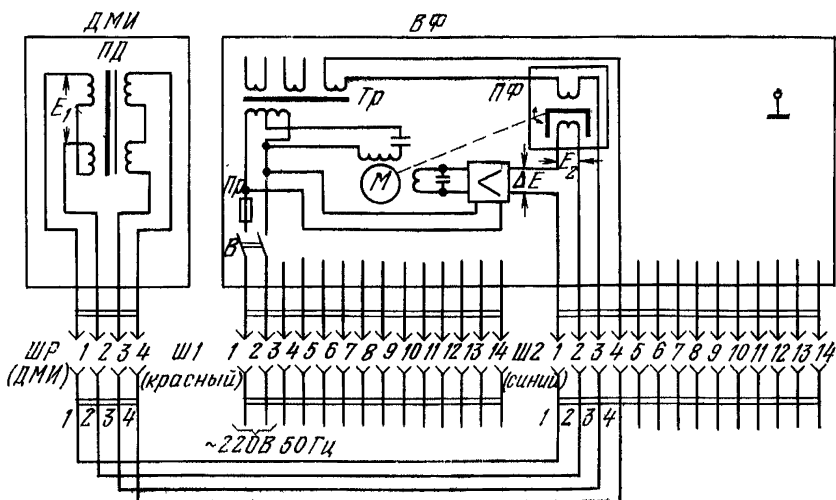 ДМИ
ВФ
ПД
Тр
ПФ
E1
E2
М
ΔE
<
Пр
В
ШР 1 2 3 4 Ш1 1 2 3 4 5 6 7 8 9 10 11 12 13 14 Ш2 1 2 3 4 5 6 7 8 9 10 11 12 13 14
(ДМИ) (красный) (синий)
1 2 3 4 1 2 3 4
~220В 50Гц